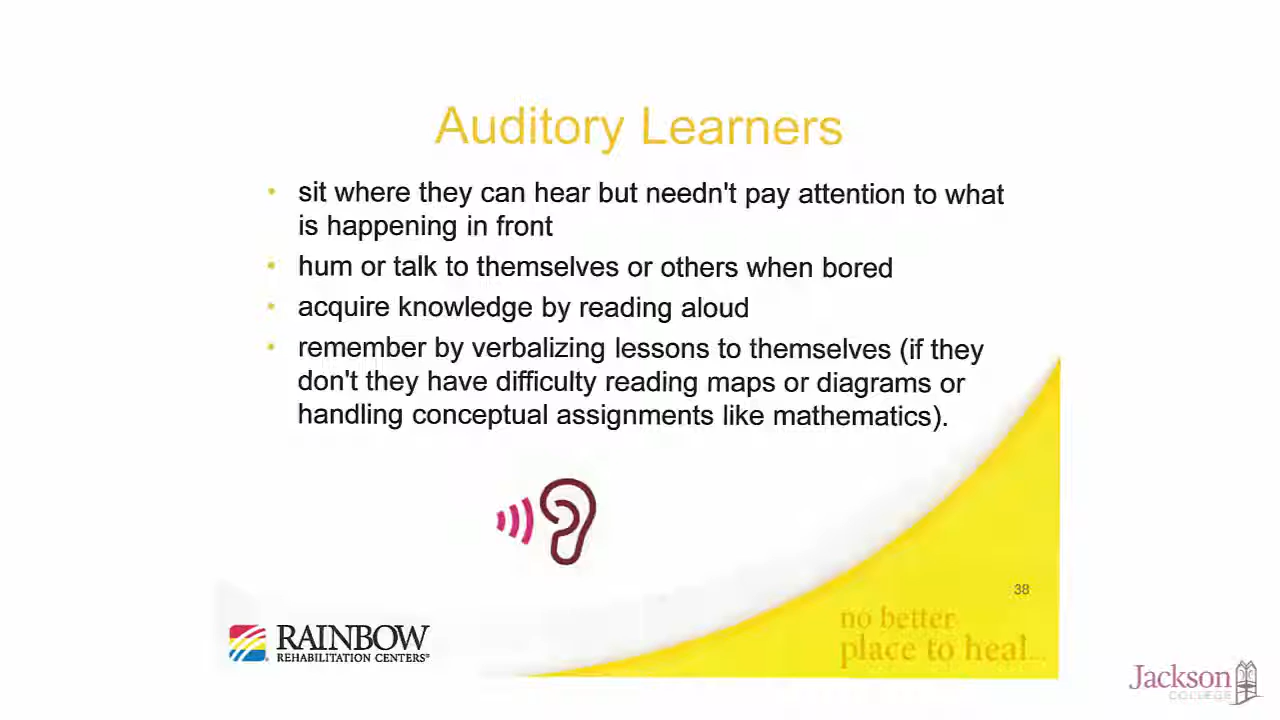 Auditory Learners
• sit where they can hear but needn't pay attention to what
is happening in front
• hum or talk to themselves or others when bored
• acquire knowledge by reading aloud
• remember by verbalizing lessons to themselves (if they
don't they have difficulty reading maps or diagrams or
handling conceptual assignments like mathematics).
38
no better
place to heal...
RAINBOW
REHABILITATION CENTERS®
Jackson
COLLEGE